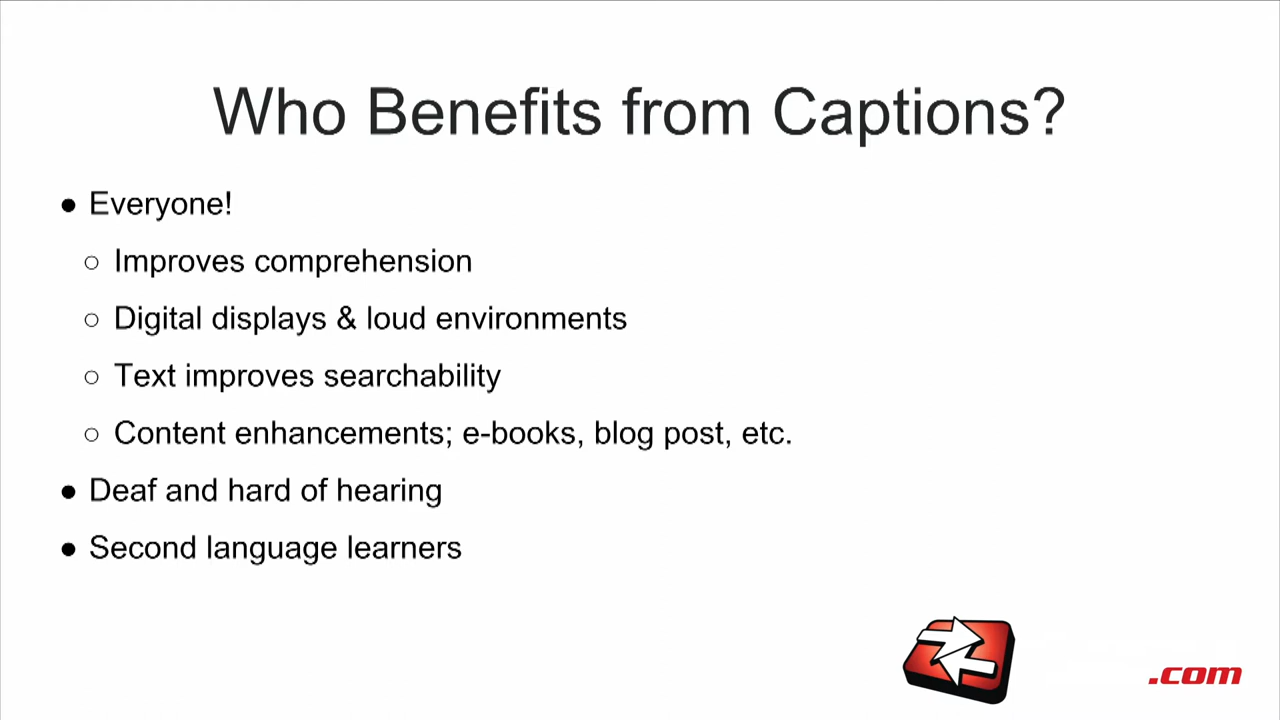 Who Benefits from Captions?
● Everyone!
○ Improves comprehension
○ Digital displays & loud environments
○ Text improves searchability
○ Content enhancements; e-books, blog post, etc.
● Deaf and hard of hearing
● Second language learners
.com